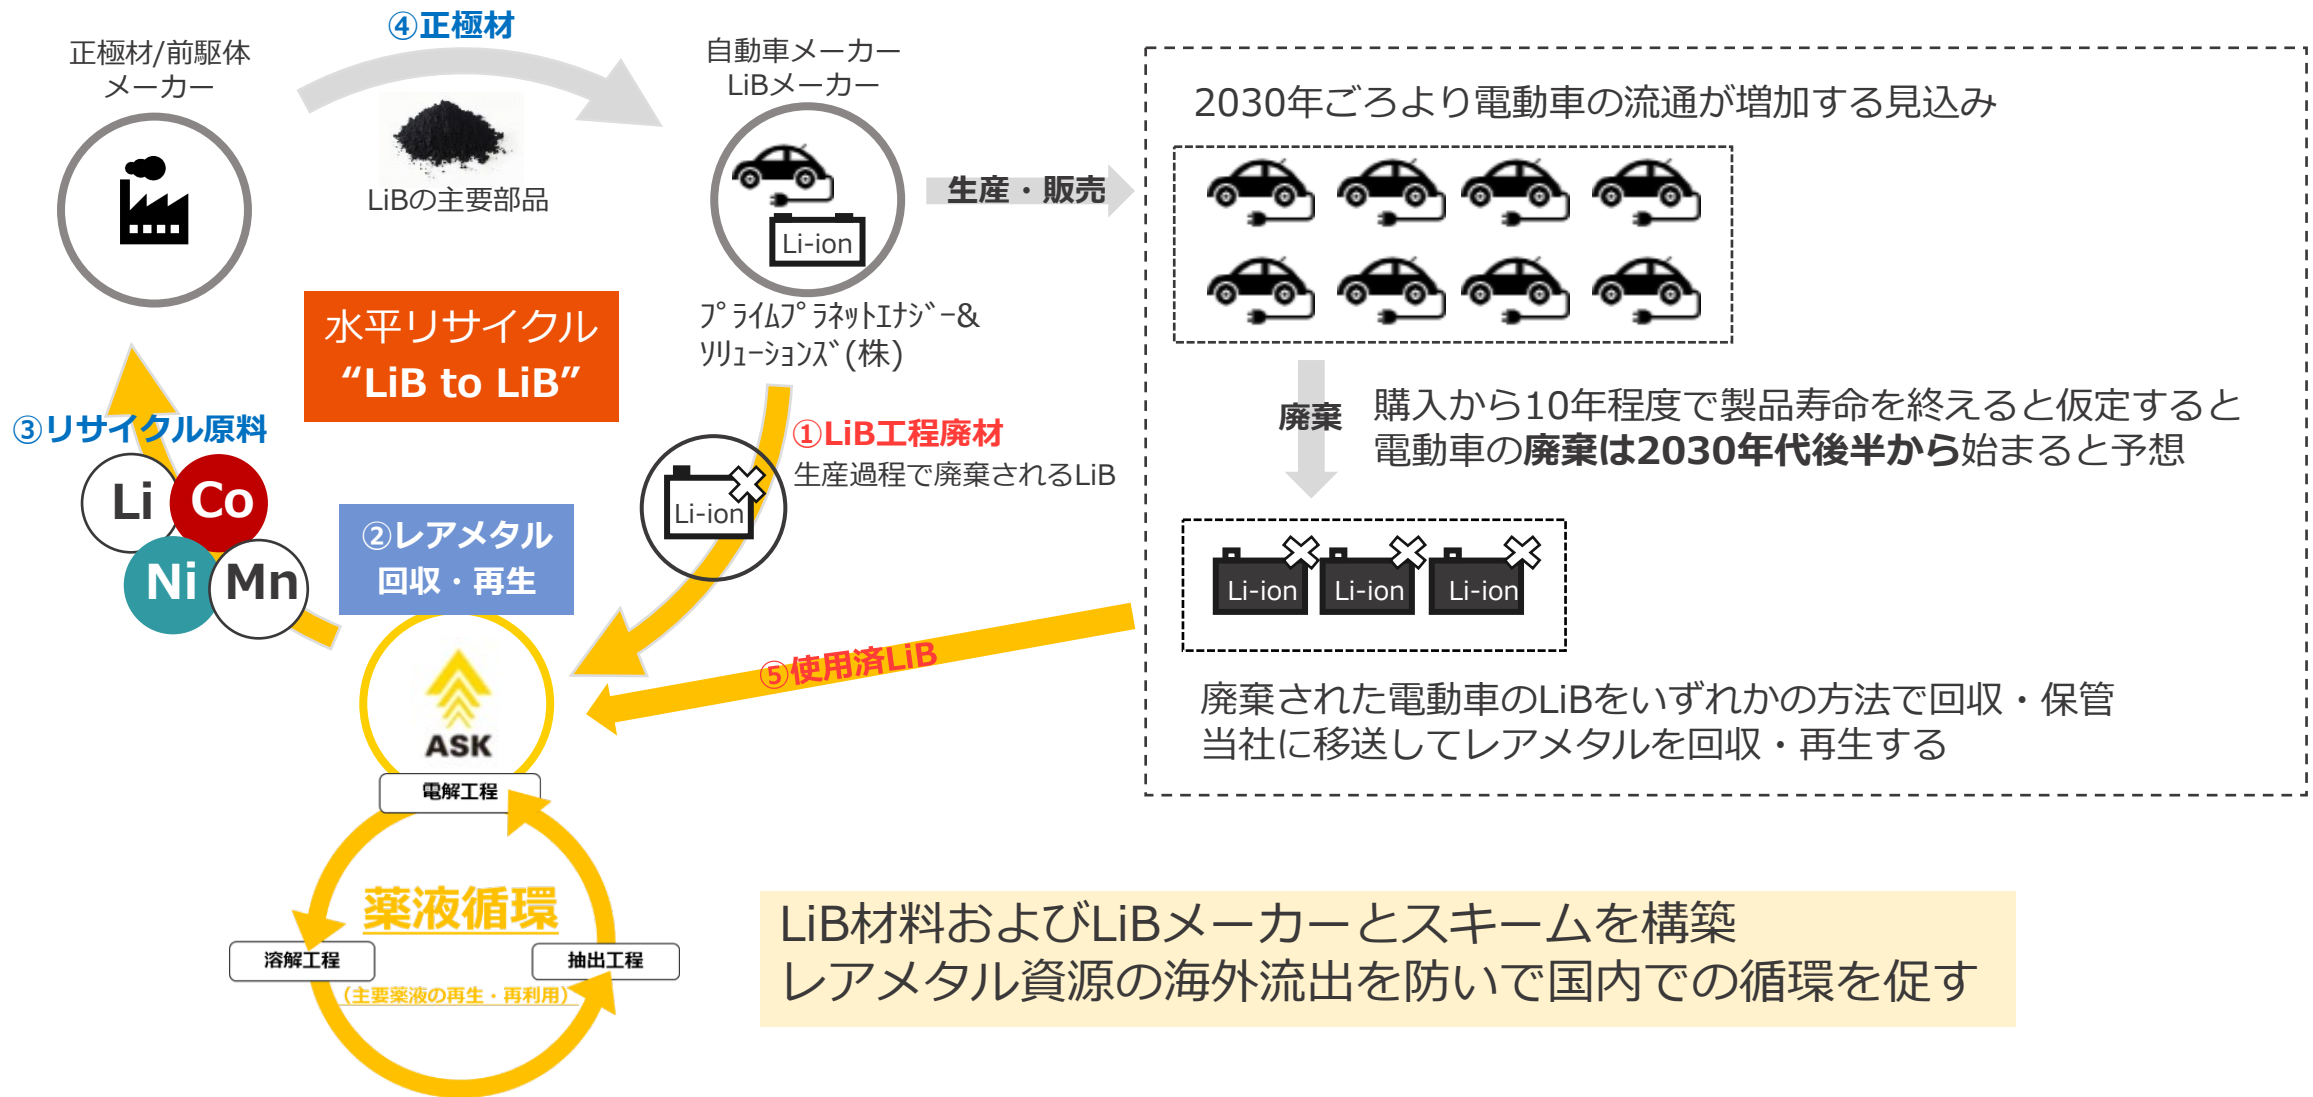 ④正極材
正極材/前駆体
メーカー
LiBの主要部品
自動車メーカー
LiBメーカー
Li-ion
ﾌﾟﾗｲﾑﾌﾟﾗﾈｯﾄｴﾅｼﾞｰ&
ｿﾘｭｰｼｮﾝｽﾞ(株)
生産・販売
2030年ごろより電動車の流通が増加する見込み
廃棄
購入から10年程度で製品寿命を終えると仮定すると
電動車の廃棄は2030年代後半から始まると予想
Li-ion
Li-ion
Li-ion
廃棄された電動車のLiBをいずれかの方法で回収・保管
当社に移送してレアメタルを回収・再生する
水平リサイクル
“LiB to LiB”
①LiB工程廃材
生産過程で廃棄されるLiB
Li-ion
③リサイクル原料
Li
Co
Ni
Mn
②レアメタル
回収・再生
⑤使用済LiB
ASK
電解工程
薬液循環
溶解工程
抽出工程
(主要薬液の再生・再利用)
LiB材料およびLiBメーカーとスキームを構築
レアメタル資源の海外流出を防いで国内での循環を促す